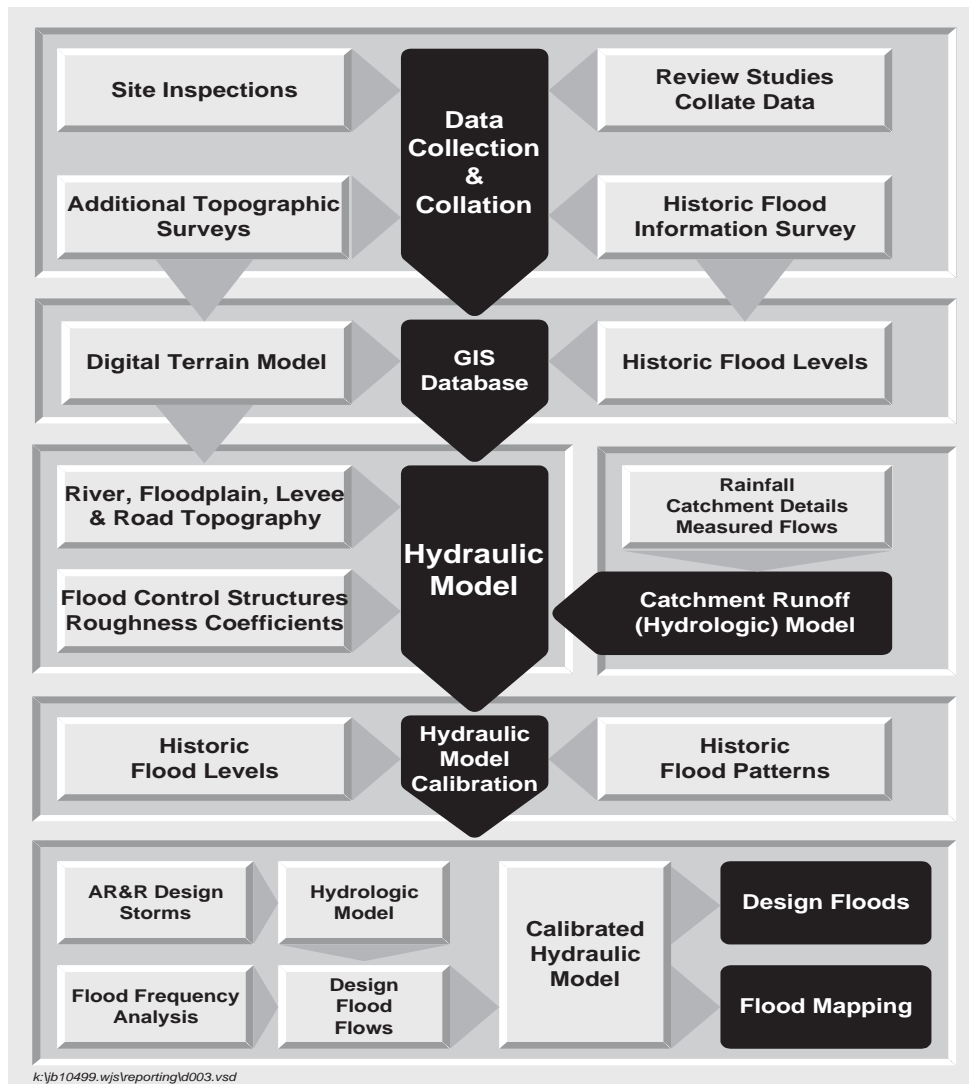 Site Inspections
Data
Collection
&
Collation
Review Studies
Collate Data
Additional Topographic
Surveys
Historic Flood
Information Survey
Digital Terrain Model
GIS
Database
Historic Flood Levels
River, Floodplain, Levee
& Road Topography
Flood Control Structures
Roughness Coefficients
Hydraulic
Model
Rainfall
Catchment Details
Measured Flows
Catchment Runoff
(Hydrologic) Model
Historic
Flood Levels
Hydraulic
Model
Calibration
Historic
Flood Patterns
AR&R Design
Storms
Hydrologic
Model
Flood Frequency
Analysis
Design
Flood
Flows
Calibrated
Hydraulic
Model
Design Floods
Flood Mapping
k:\jb10499.wjs\reporting\d003.vsd